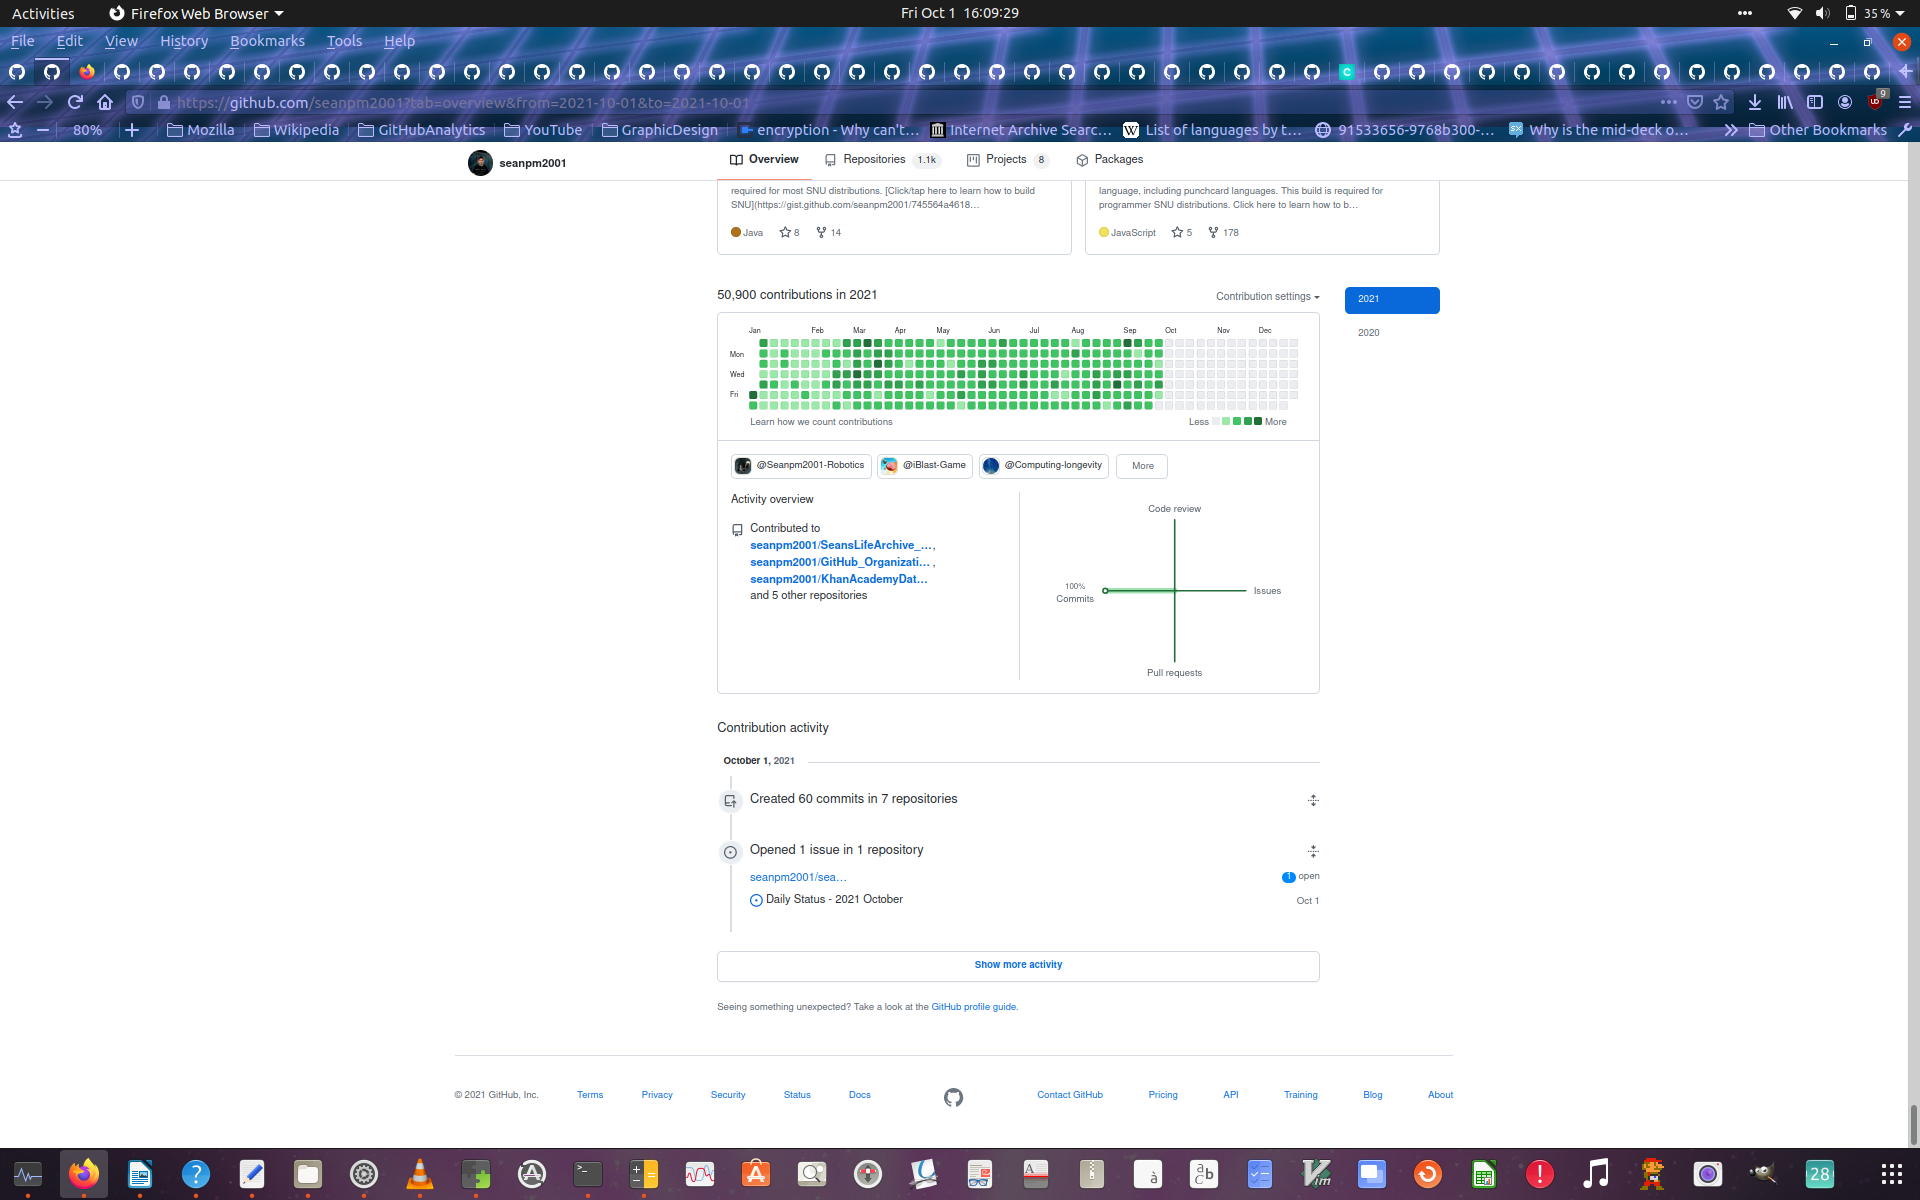 Activities
Firefox Web Browser
Fri Oct 1 16:09:29
35 %
File Edit View History Bookmarks Tools Help
https://github.com/seanpm2001?tab=overview&from=2021-10-01&to=2021-10-01
9
80%
Mozilla
Wikipedia
GitHubAnalytics
YouTube
GraphicDesign
encryption - Why can't…
Internet Archive Searc…
List of languages by t…
91533656-9768b300-…
Why is the mid-deck o…
Other Bookmarks
seanpm2001
Overview
Repositories 1.1k
Projects 8
Packages
required for most SNU distributions. [Click/tap here to learn how to build
SNU](https://gist.github.com/seanpm2001/745564a4618…
Java 8 14
language, including punchcard languages. This build is required for
programmer SNU distributions. Click here to learn how to b…
JavaScript 5 178
50,900 contributions in 2021
Contribution settings
2021
2020
Jan Feb Mar Apr May Jun Jul Aug Sep Oct Nov Dec
Mon
Wed
Fri
Learn how we count contributions
Less More
@Seanpm2001-Robotics
@iBlast-Game
@Computing-longevity
More
Activity overview
Contributed to
seanpm2001/SeansLifeArchive_… ,
seanpm2001/GitHub_Organizati… ,
seanpm2001/KhanAcademyDat…
and 5 other repositories
Code review
100%
Commits
Issues
Pull requests
Contribution activity
October 1, 2021
Created 60 commits in 7 repositories
Opened 1 issue in 1 repository
seanpm2001/sea…
1 open
Daily Status - 2021 October
Oct 1
Show more activity
Seeing something unexpected? Take a look at the GitHub profile guide.
© 2021 GitHub, Inc.
Terms
Privacy
Security
Status
Docs
Contact GitHub
Pricing
API
Training
Blog
About
28